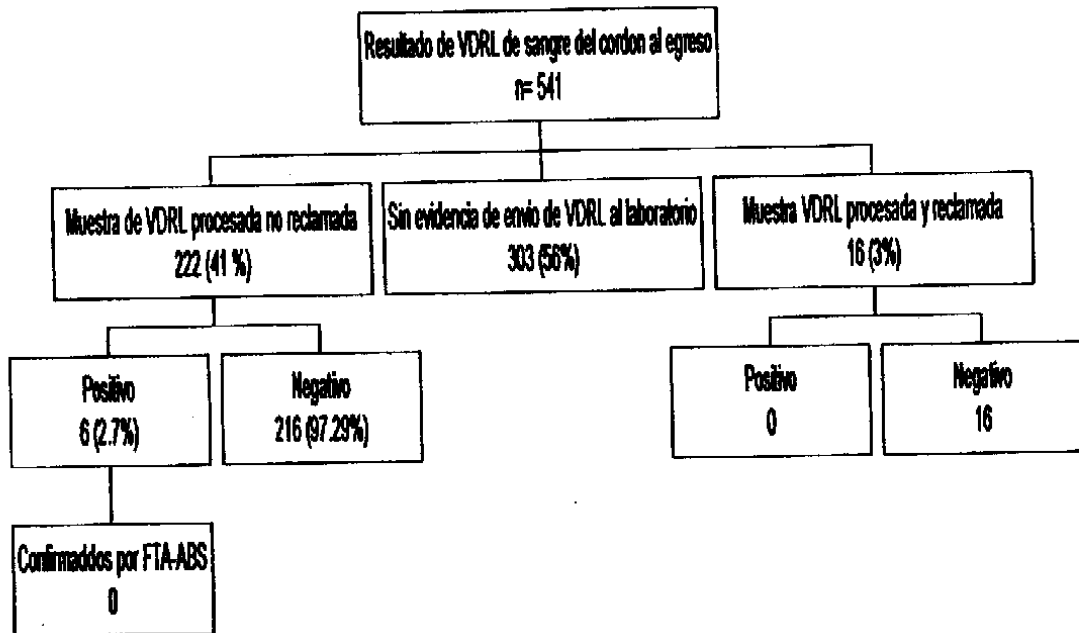 Resultado de VDRL de sangre del cordon al egreso
n= 541
Muestra de VDRL procesada no reclamada
222 (41 %)
Sin evidencia de envio de VDRL al laboratorio
303 (56%)
Muestra VDRL procesada y reclamada
16 (3%)
Positivo
6 (2.7%)
Negativo
216 (97.29%)
Positivo
0
Negativo
16
Confirmaddos por FTA-ABS
0